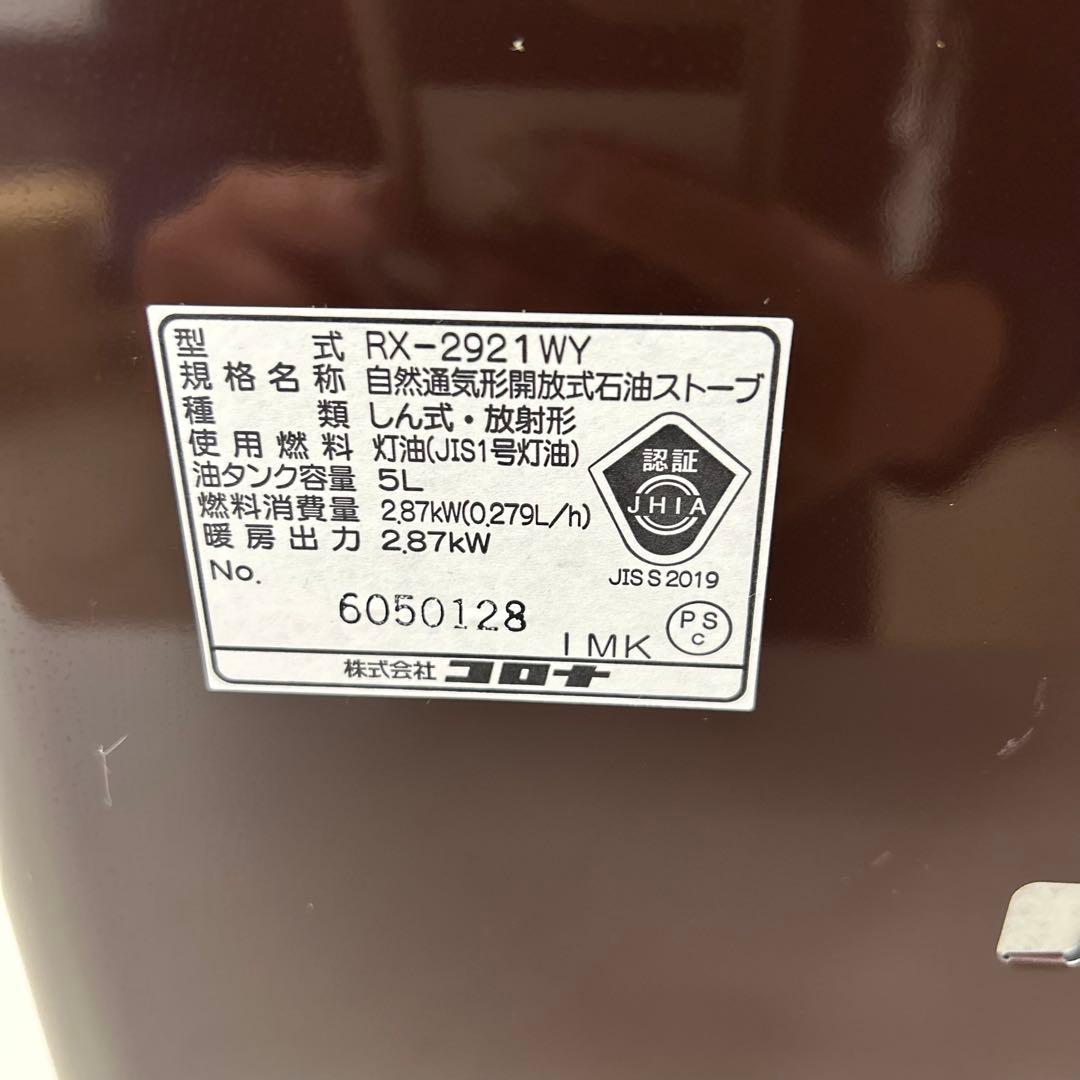 型式 RX-2921WY
規格名称 自然通気形開放式石油ストーブ
種類 しん式・放射形
使用燃料 灯油(JIS1号灯油)
油タンク容量 5L
燃料消費量 2.87kW(0.279L/h)
暖房出力 2.87kW
認証
JHIA
JIS S 2019
No.
6050128
IMK
PS
C
株式会社 コロナ